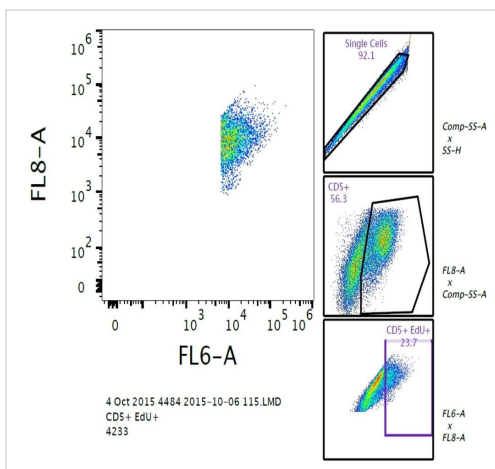 10 6
10 5
10 4
10 3
10 2
0
FL8-A
0
10 3
10 4
10 5
10 6
FL6-A
4 Oct 2015 4484 2015-10-06 115.LMD
CD5+ EdU+
4233
Single Cells
92.1
Comp-SS-A
x
SS-H
CD5+
56.3
FL8-A
x
Comp-SS-A
CD5+ EdU+
23.7
FL6-A
x
FL8-A